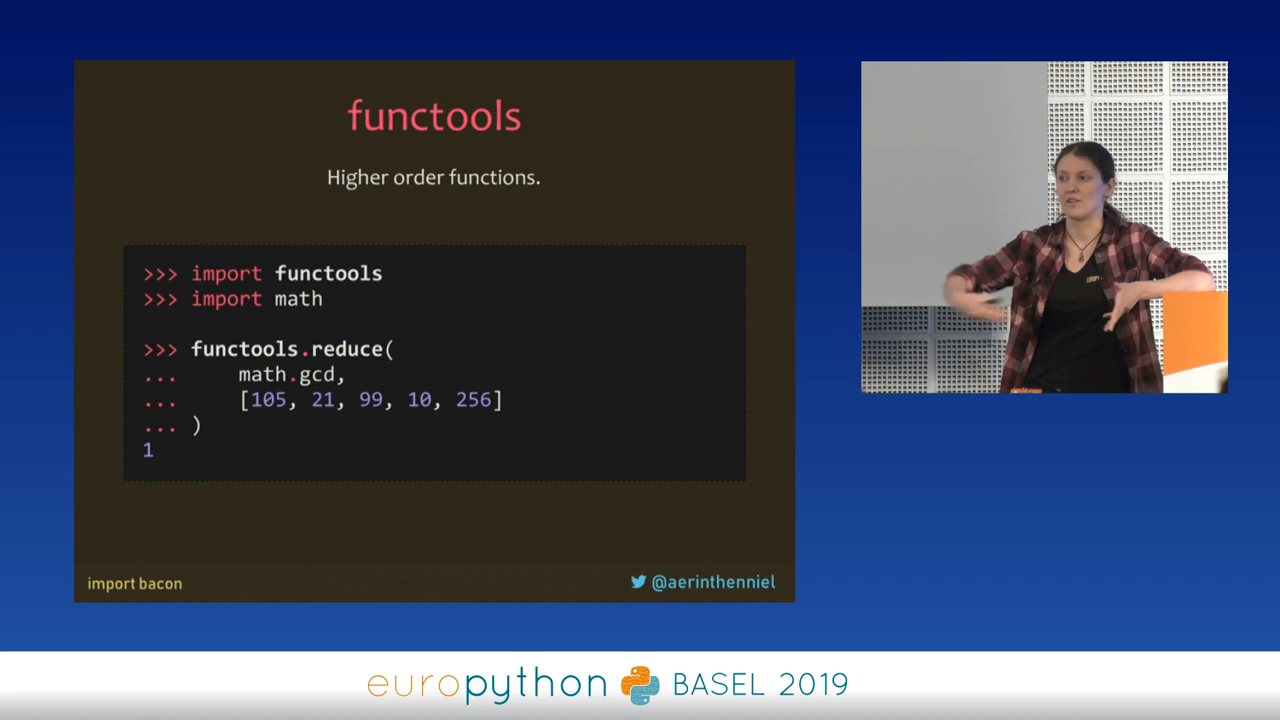 functools
Higher order functions.
>>> import functools
>>> import math
>>> functools.reduce(
...     math.gcd,
...     [105, 21, 99, 10, 256]
... )
1
import bacon
@aerinthenniel
europython BASEL 2019